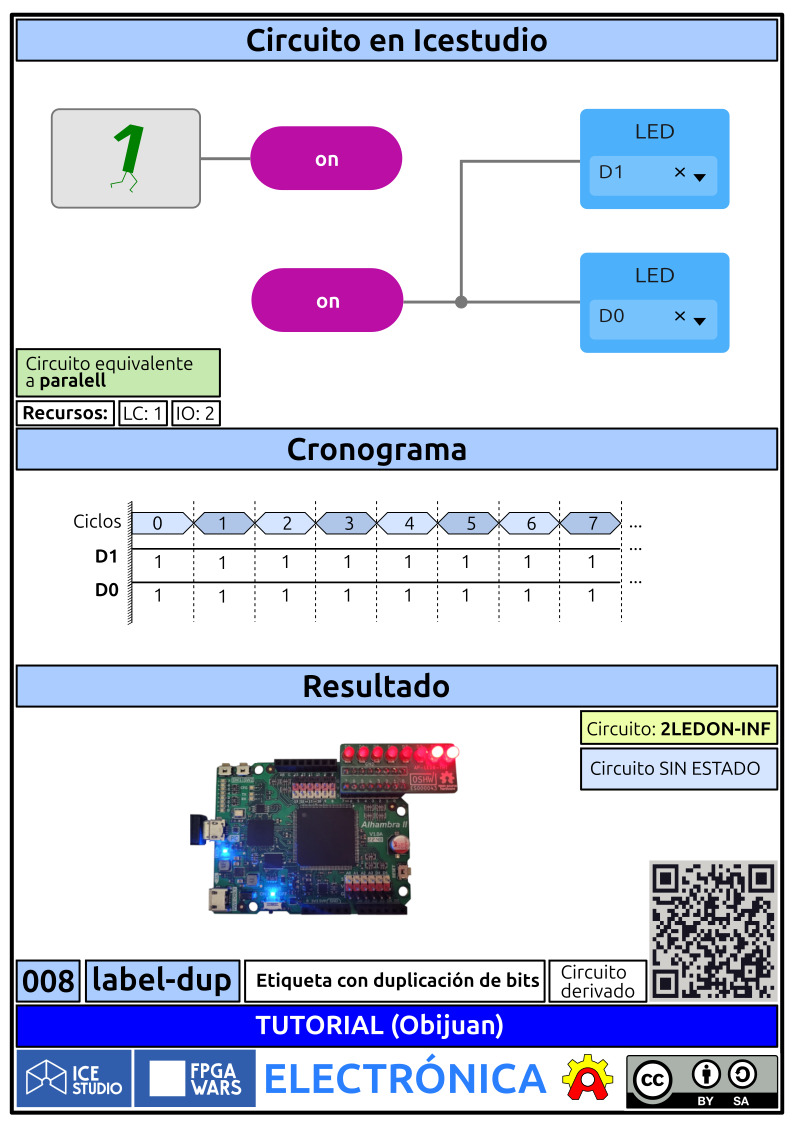 Circuito en Icestudio
1
on
LED
D1 × ▼
on
LED
D0 × ▼
Circuito equivalente
a paralell
Recursos: LC: 1 IO: 2
Cronograma
Ciclos 0 1 2 3 4 5 6 7 ...
D1 1 1 1 1 1 1 1 1 ...
D0 1 1 1 1 1 1 1 1 ...
Resultado
Circuito: 2LEDON-INF
Circuito SIN ESTADO
OSHW
Alhambra II
008 label-dup Etiqueta con duplicación de bits
Circuito
derivado
TUTORIAL (Obijuan)
ICE
STUDIO
FPGA
WARS
ELECTRÓNICA
A
cc
BY SA